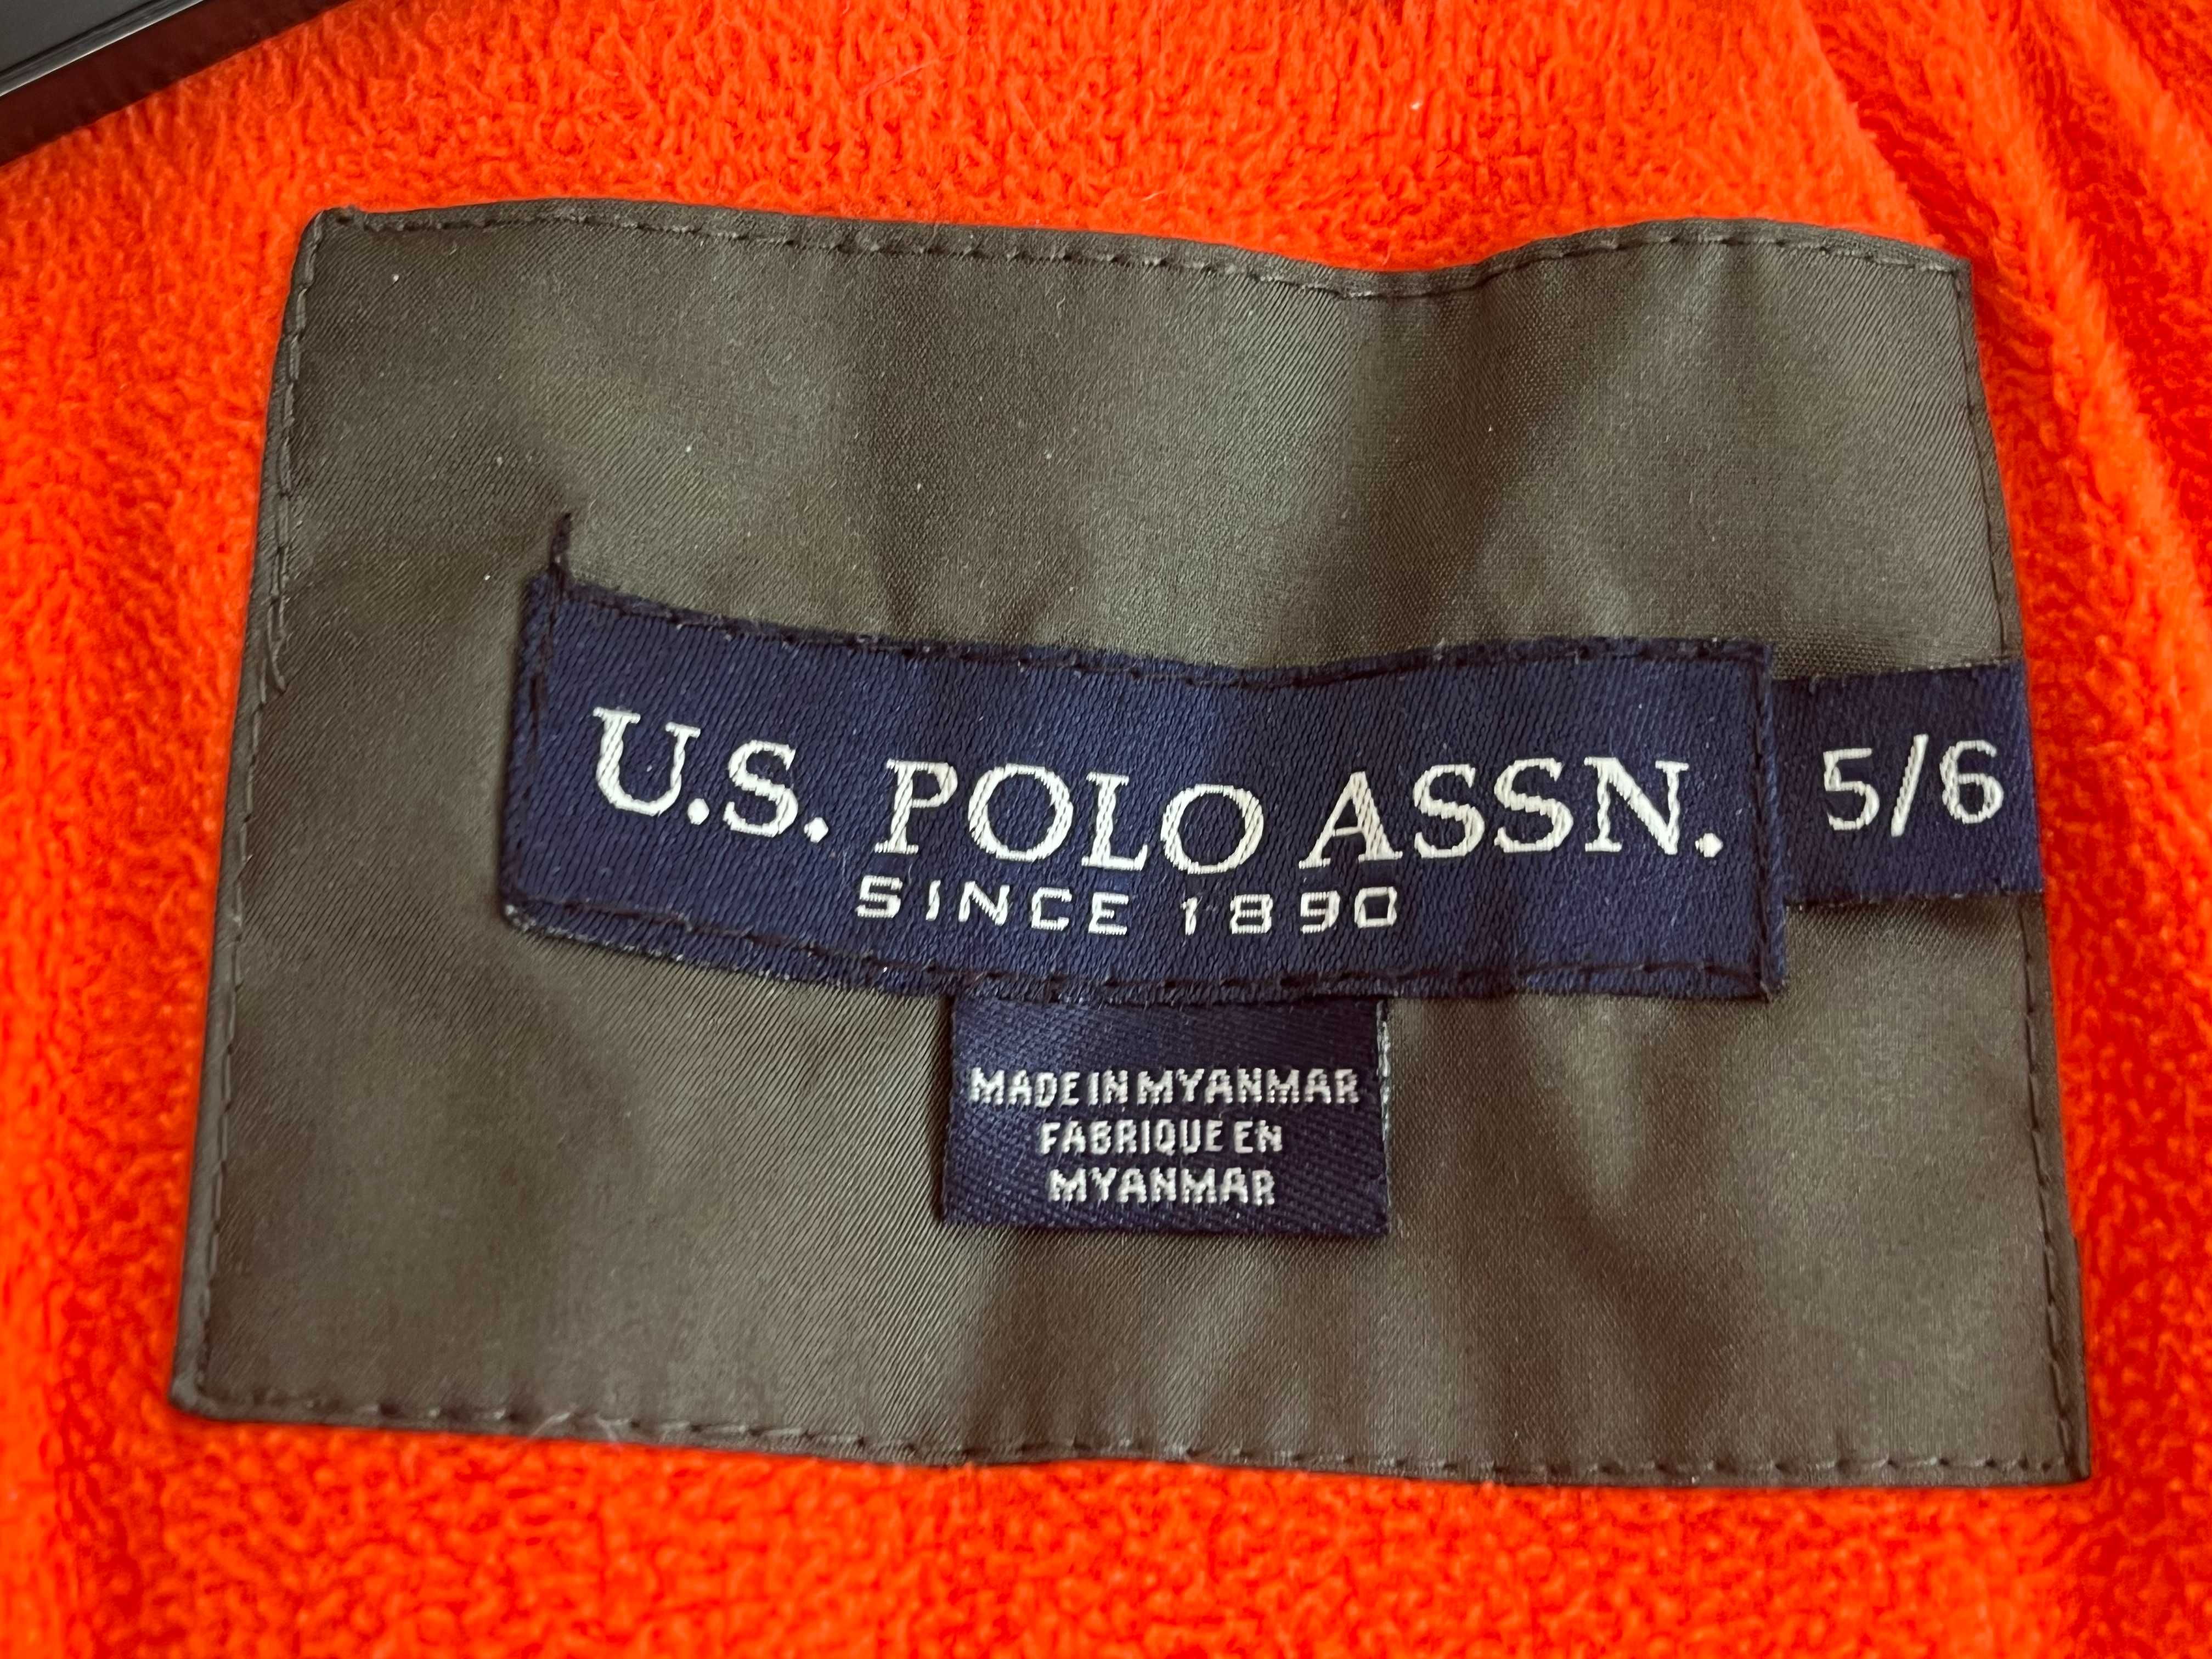 U.S. POLO ASSN.
SINCE 1890
5/6
MADE IN MYANMAR
FABRIQUE EN
MYANMAR